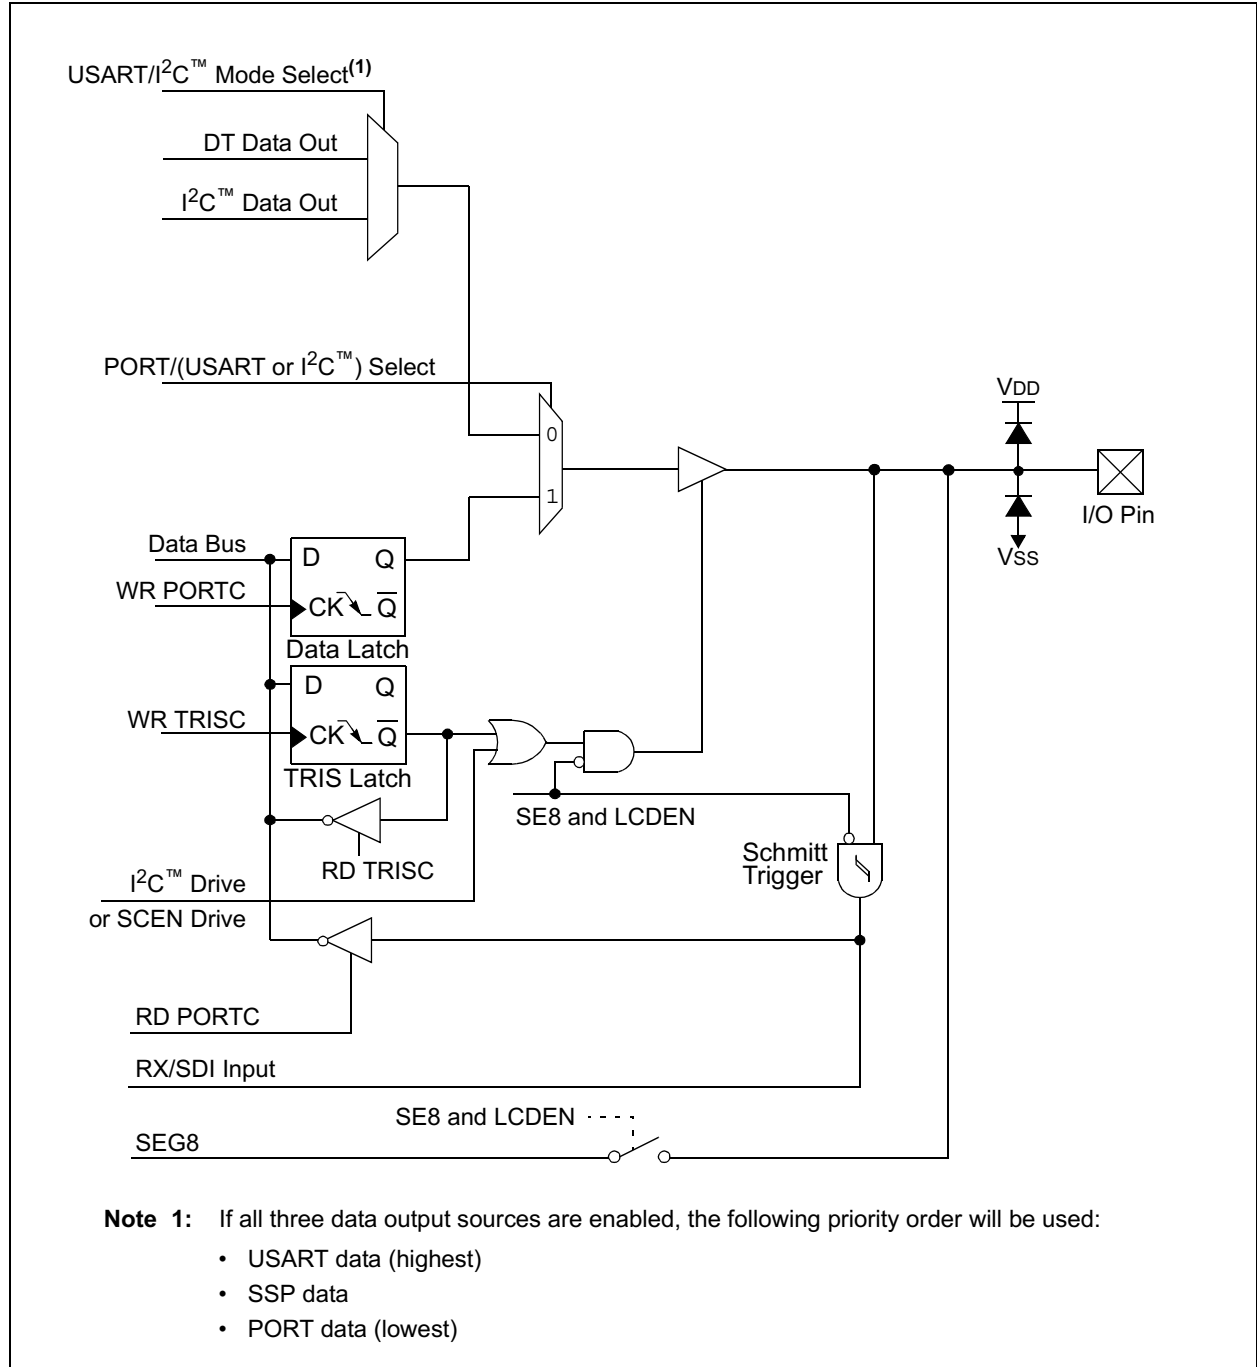 USART/I²C™ Mode Select(1)
DT Data Out
I²C™ Data Out
PORT/(USART or I²C™) Select
VDD
0
1
I/O Pin
VSS
Data Bus
D Q
WR PORTC
CK Q̅
Data Latch
D Q
WR TRISC
CK Q̅
TRIS Latch
SE8 and LCDEN
RD TRISC
Schmitt
Trigger
I²C™ Drive
or SCEN Drive
RD PORTC
RX/SDI Input
SE8 and LCDEN
SEG8
Note 1: If all three data output sources are enabled, the following priority order will be used:
• USART data (highest)
• SSP data
• PORT data (lowest)